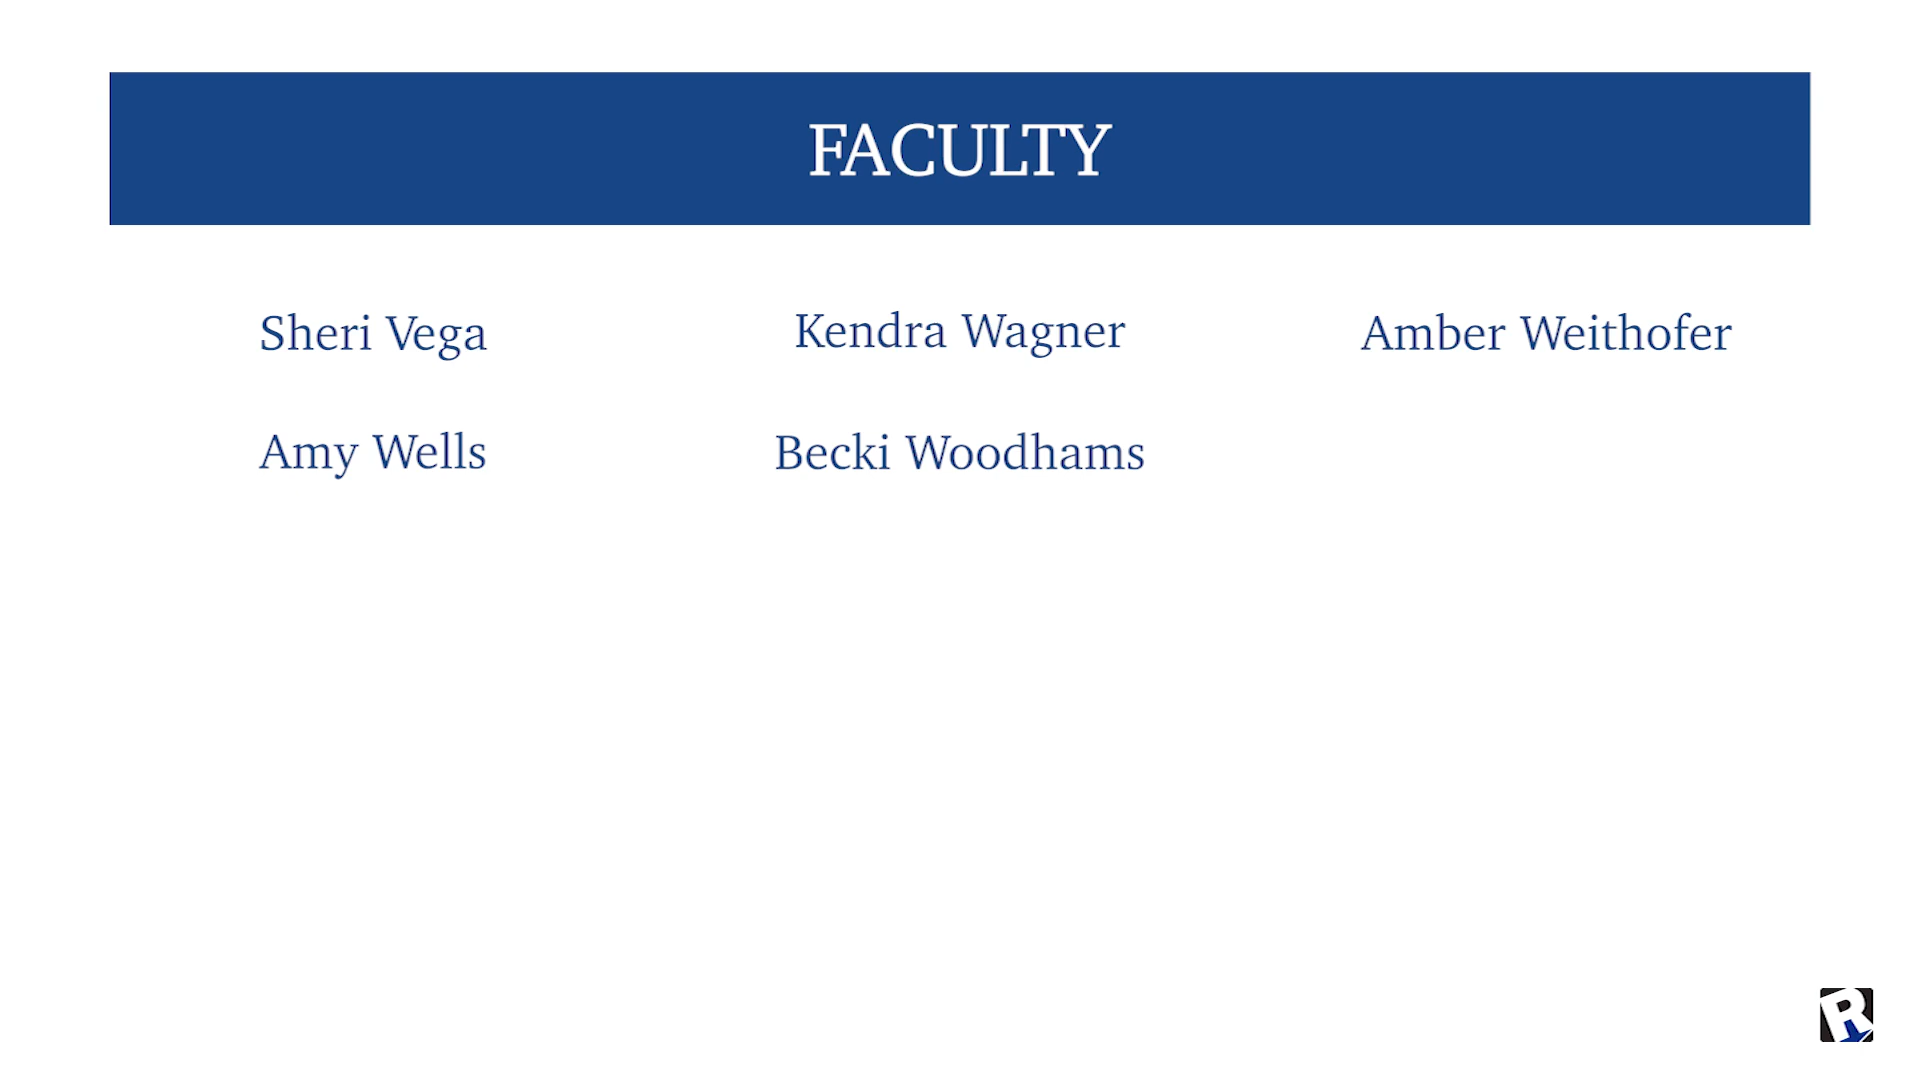 FACULTY
Sheri Vega Kendra Wagner Amber Weithofer
Amy Wells Becki Woodhams
R